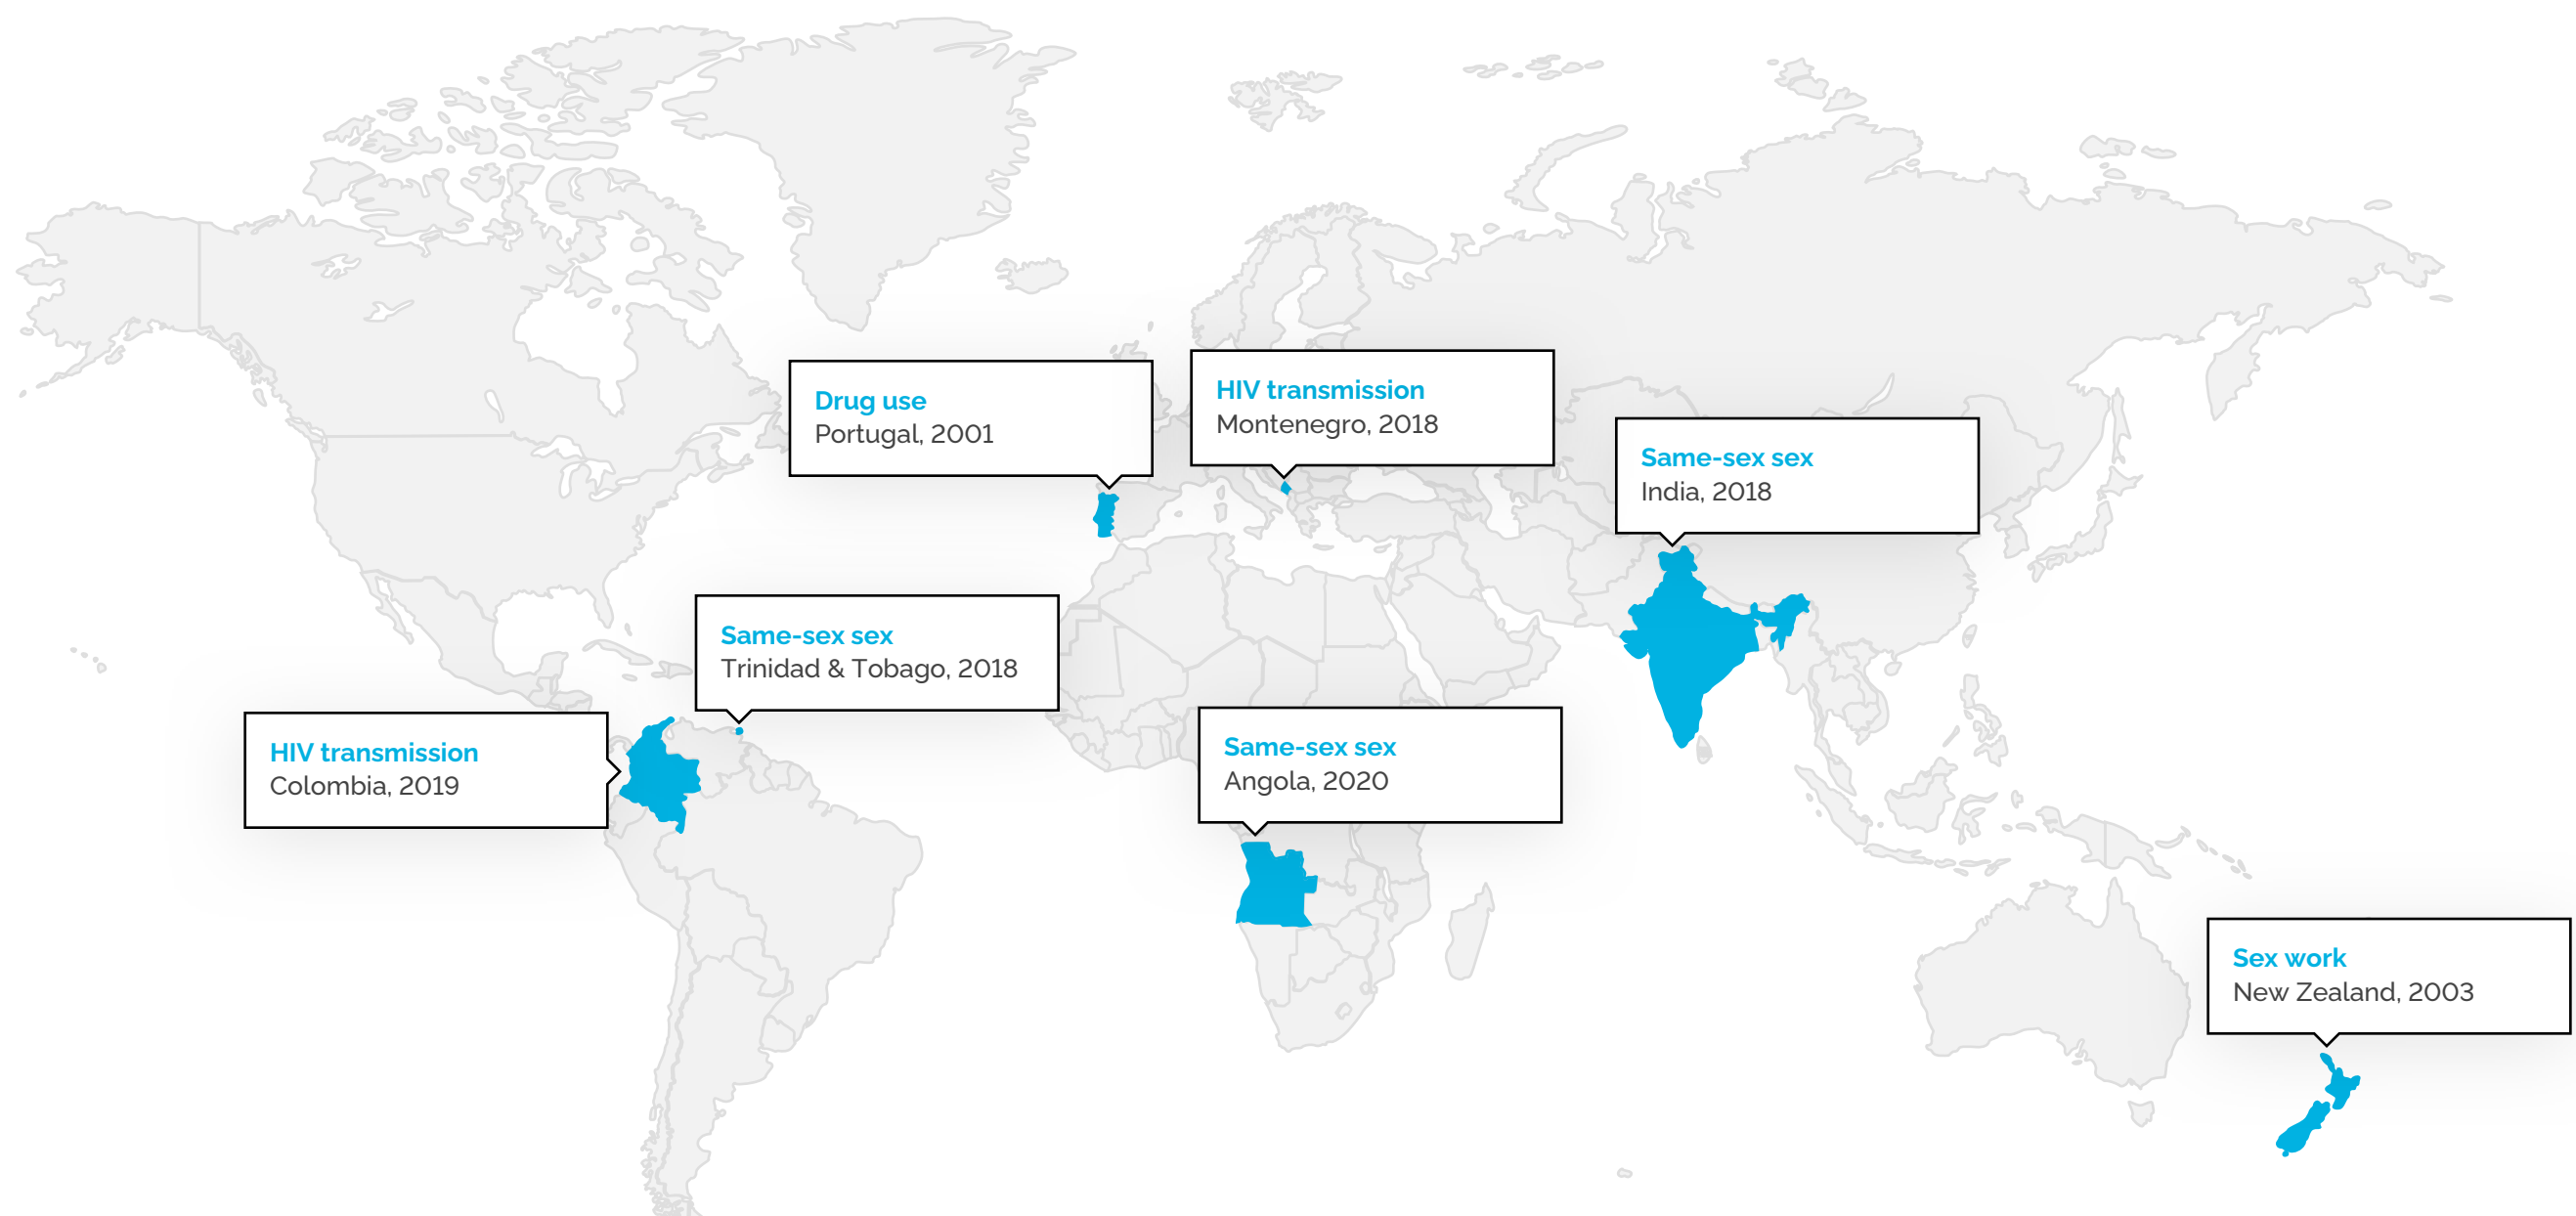 Drug use
Portugal, 2001
HIV transmission
Montenegro, 2018
Same-sex sex
India, 2018
Same-sex sex
Trinidad & Tobago, 2018
HIV transmission
Colombia, 2019
Same-sex sex
Angola, 2020
Sex work
New Zealand, 2003